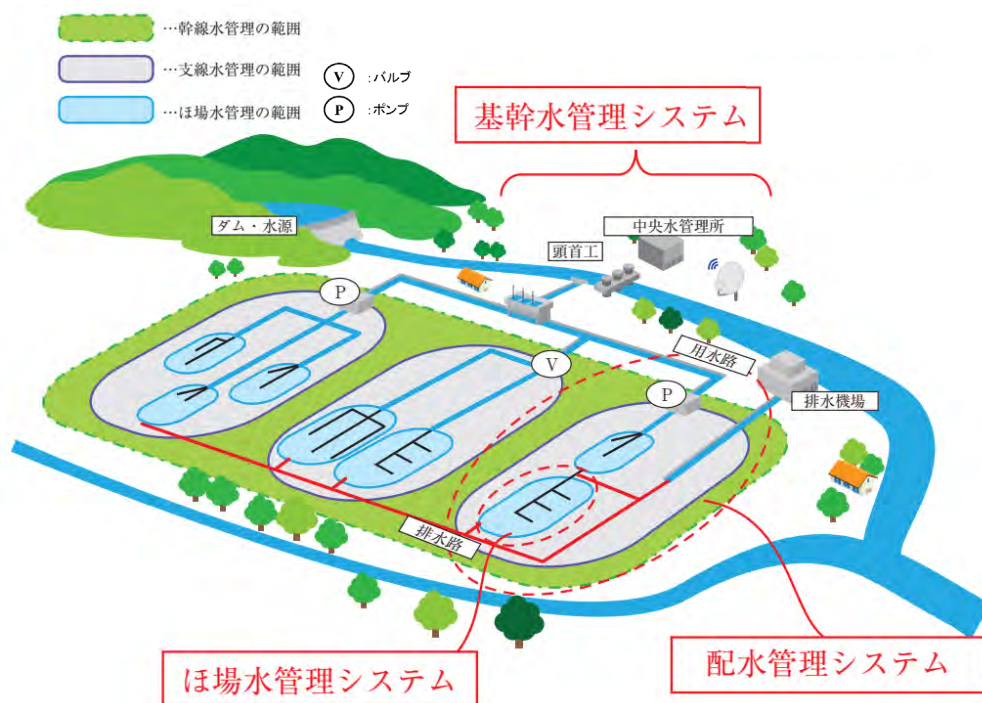 …幹線水管理の範囲
…支線水管理の範囲
…ほ場水管理の範囲
V :バルブ
P :ポンプ
基幹水管理システム
ダム・水源
中央水管理所
頭首工
P
V
用水路
P
排水機場
排水路
ほ場水管理システム
配水管理システム